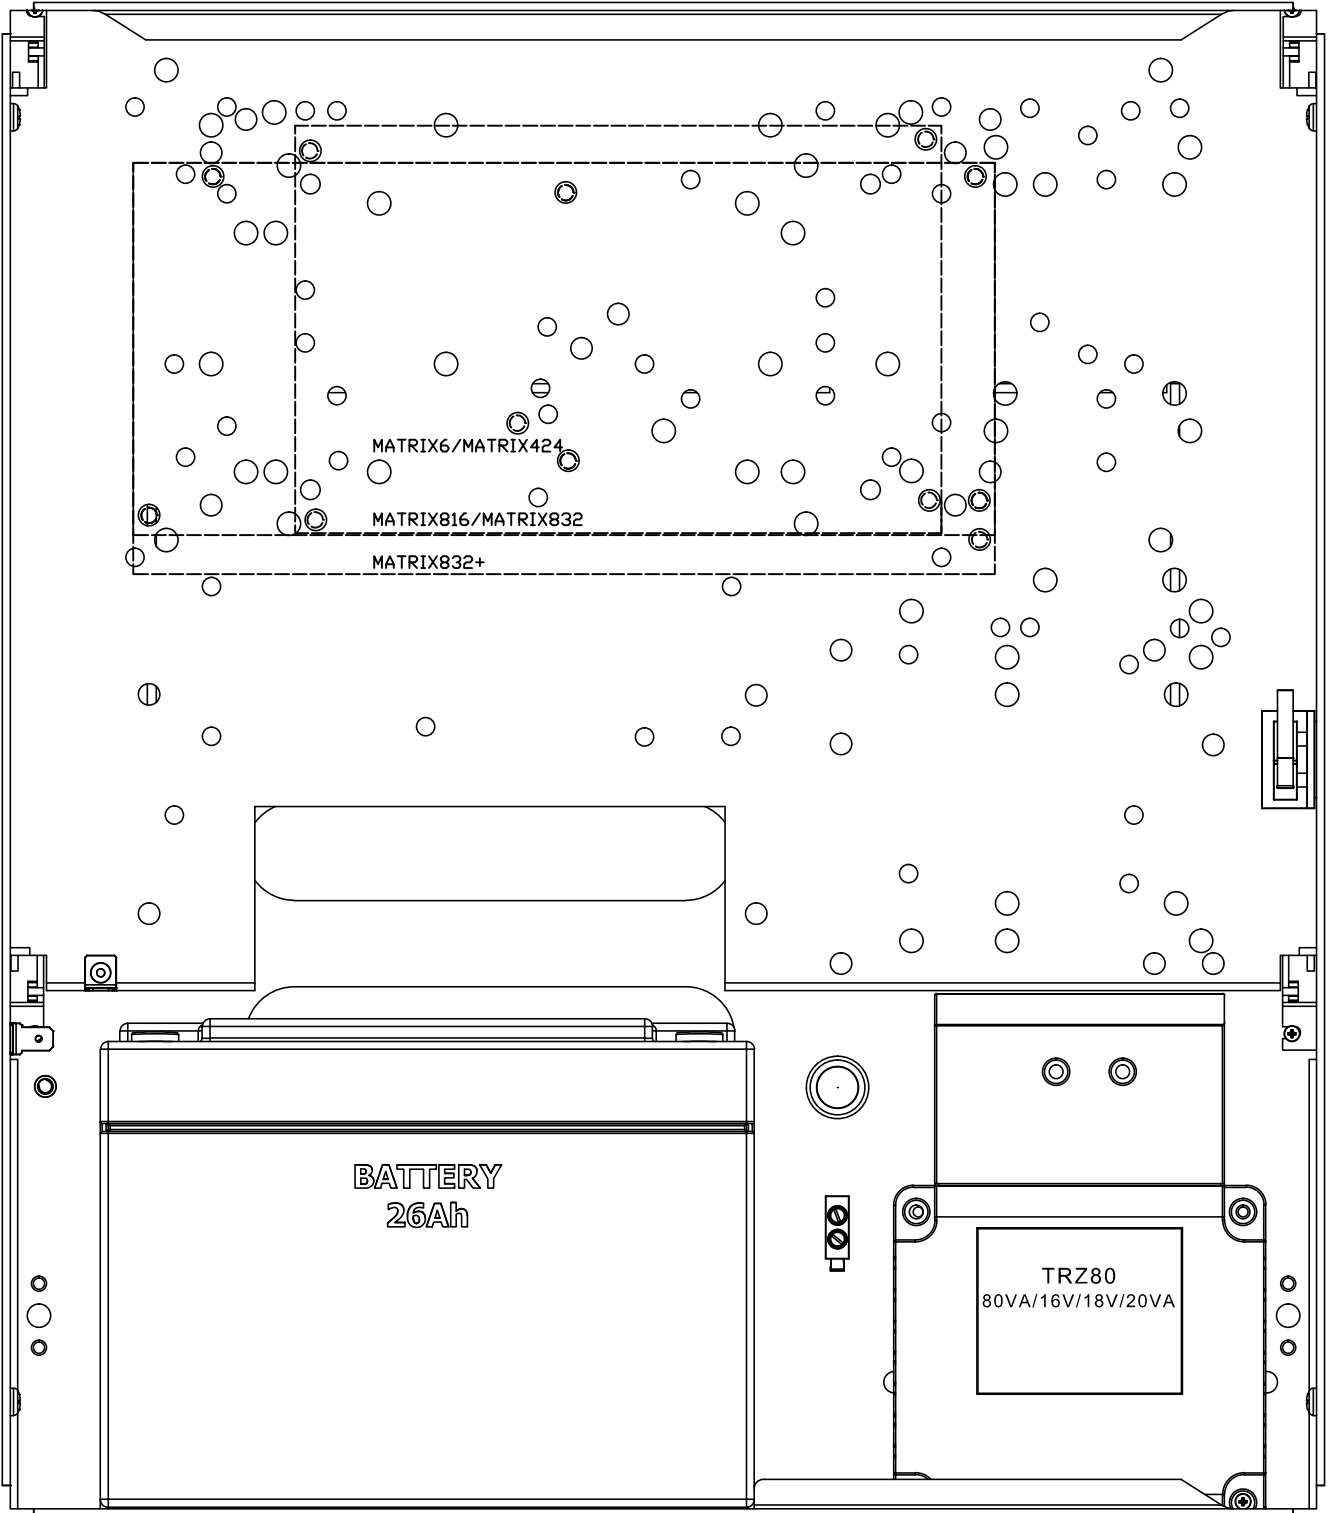 MATRIX6/MATRIX424
MATRIX816/MATRIX832
MATRIX832+
BATTERY
26Ah
TRZ80
80VA/16V/18V/20VA